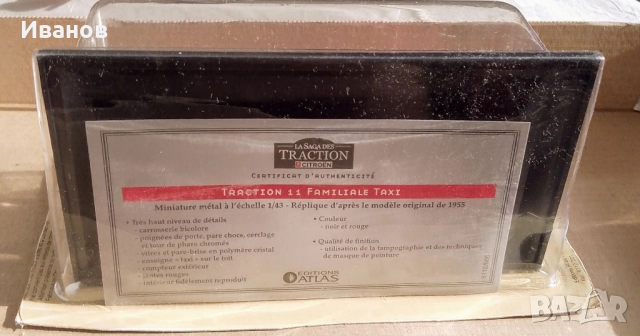 Иванов
LA SAGA DES
TRACTION
CITROËN
CERTIFICAT D'AUTHENTICITÉ
TRACTION 11 FAMILIALE TAXI
Miniature métal à l'échelle 1/43 - Réplique d'après le modèle original de 1955
• Très haut niveau de détails
- carrosserie bicolore
- poignées de porte, pare chocs, cerclage
et noir de phare chromés
- vitres et pare-brise en polymère cristal
- enseigne « taxi » sur le toit
- compteur extérieur
- jantes rouges
- intérieur fidèlement reproduit
• Couleur
- noir et rouge
• Qualité de finition
- utilisation de la tampographie et des techniques
de masque de peinture
EDITIONS
ATLAS
BAZAR